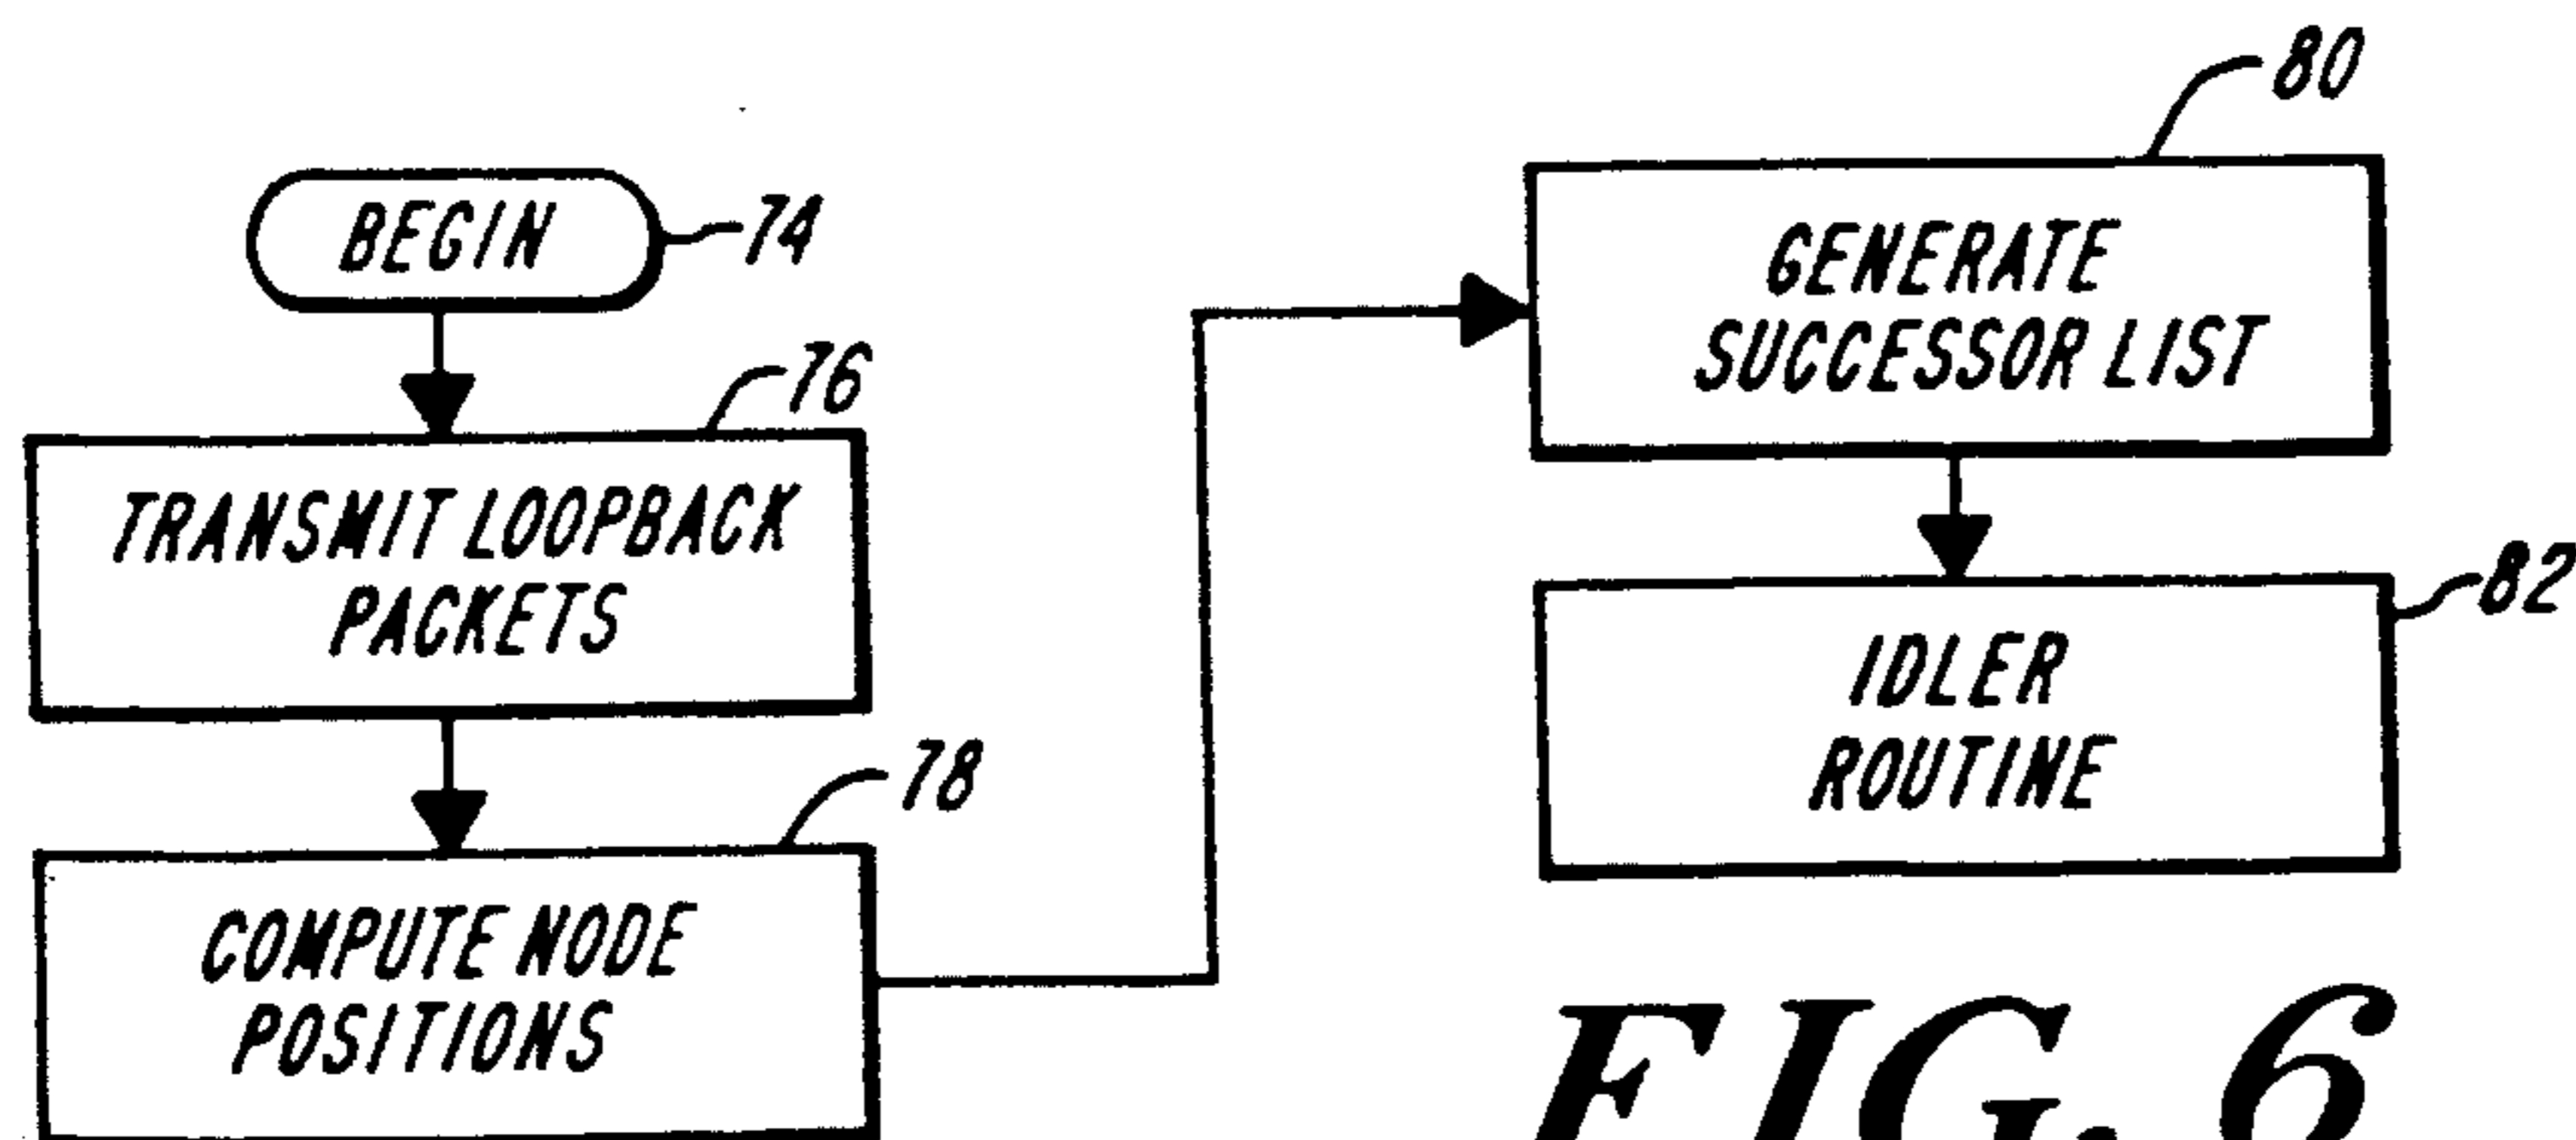 BEGIN
74
76
TRANSMIT LOOPBACK
PACKETS
78
COMPUTE NODE
POSITIONS
80
GENERATE
SUCCESSOR LIST
82
IDLER
ROUTINE
FIG. 6